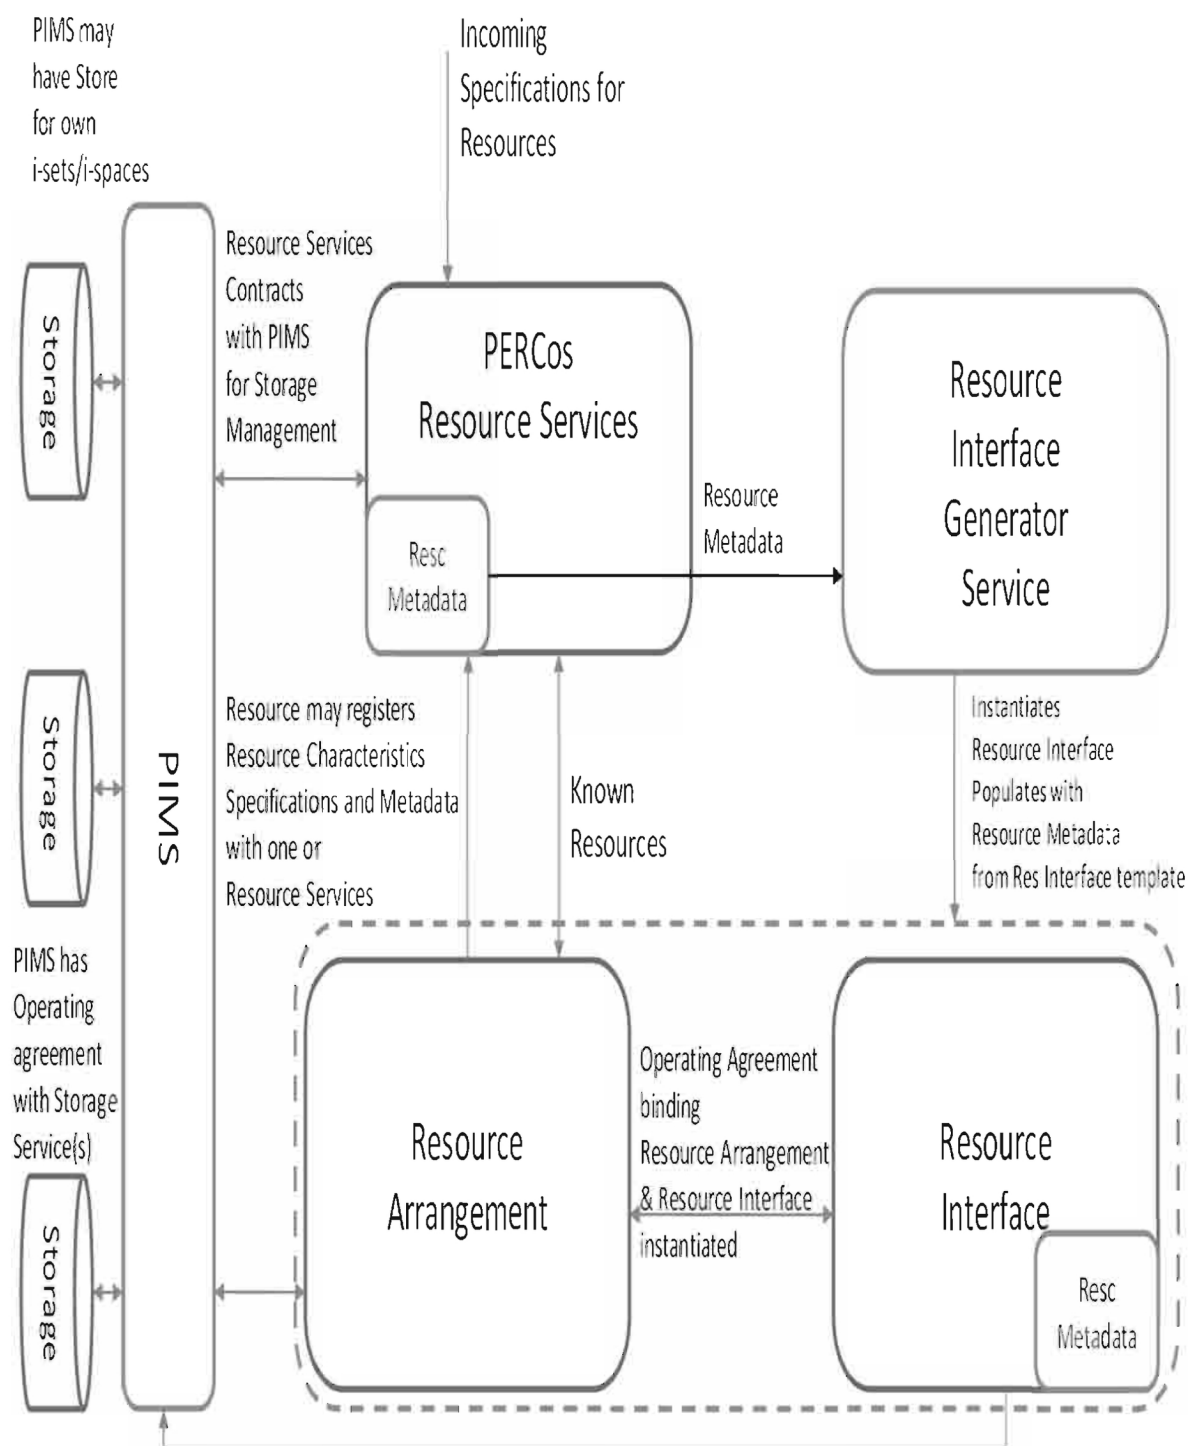 PIMS may
have Store
for own
i-sets/i-spaces
Incoming
Specifications for
Resources
Storage
Resource Services
Contracts
with PIMS
for Storage
Management
PERCos
Resource Services
Resc
Metadata
Resource
Metadata
Resource
Interface
Generator
Service
Storage
PIMS
Resource may registers
Resource Characteristics
Specifications and Metadata
with one or
Resource Services
Known
Resources
Instantiates
Resource Interface
Populates with
Resource Metadata
from Res Interface template
PIMS has
Operating
agreement
with Storage
Service(s)
Storage
Resource
Arrangement
Operating Agreement
binding
Resource Arrangement
& Resource Interface
instantiated
Resource
Interface
Resc
Metadata